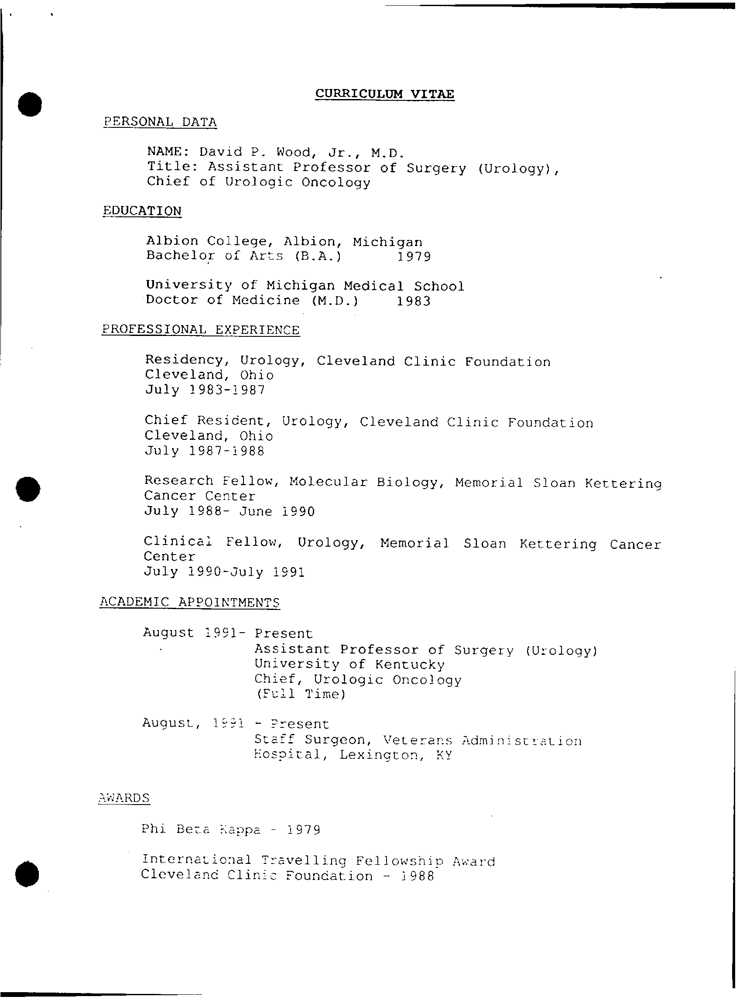 CURRICULUM VITAE
PERSONAL DATA
NAME: David P. Wood, Jr., M.D.
Title: Assistant Professor of Surgery (Urology),
Chief of Urologic Oncology
EDUCATION
Albion College, Albion, Michigan
Bachelor of Arts (B.A.) 1979
University of Michigan Medical School
Doctor of Medicine (M.D.) 1983
PROFESSIONAL EXPERIENCE
Residency, Urology, Cleveland Clinic Foundation
Cleveland, Ohio
July 1983-1987
Chief Resident, Urology, Cleveland Clinic Foundation
Cleveland, Ohio
July 1987-1988
Research Fellow, Molecular Biology, Memorial Sloan Kettering
Cancer Center
July 1988- June 1990
Clinical Fellow, Urology, Memorial Sloan Kettering Cancer
Center
July 1990-July 1991
ACADEMIC APPOINTMENTS
August 1991- Present
Assistant Professor of Surgery (Urology)
University of Kentucky
Chief, Urologic Oncology
(Full Time)
August, 1991 - Present
Staff Surgeon, Veterans Administration
Hospital, Lexington, KY
AWARDS
Phi Beta Kappa - 1979
International Travelling Fellowship Award
Cleveland Clinic Foundation - 1988